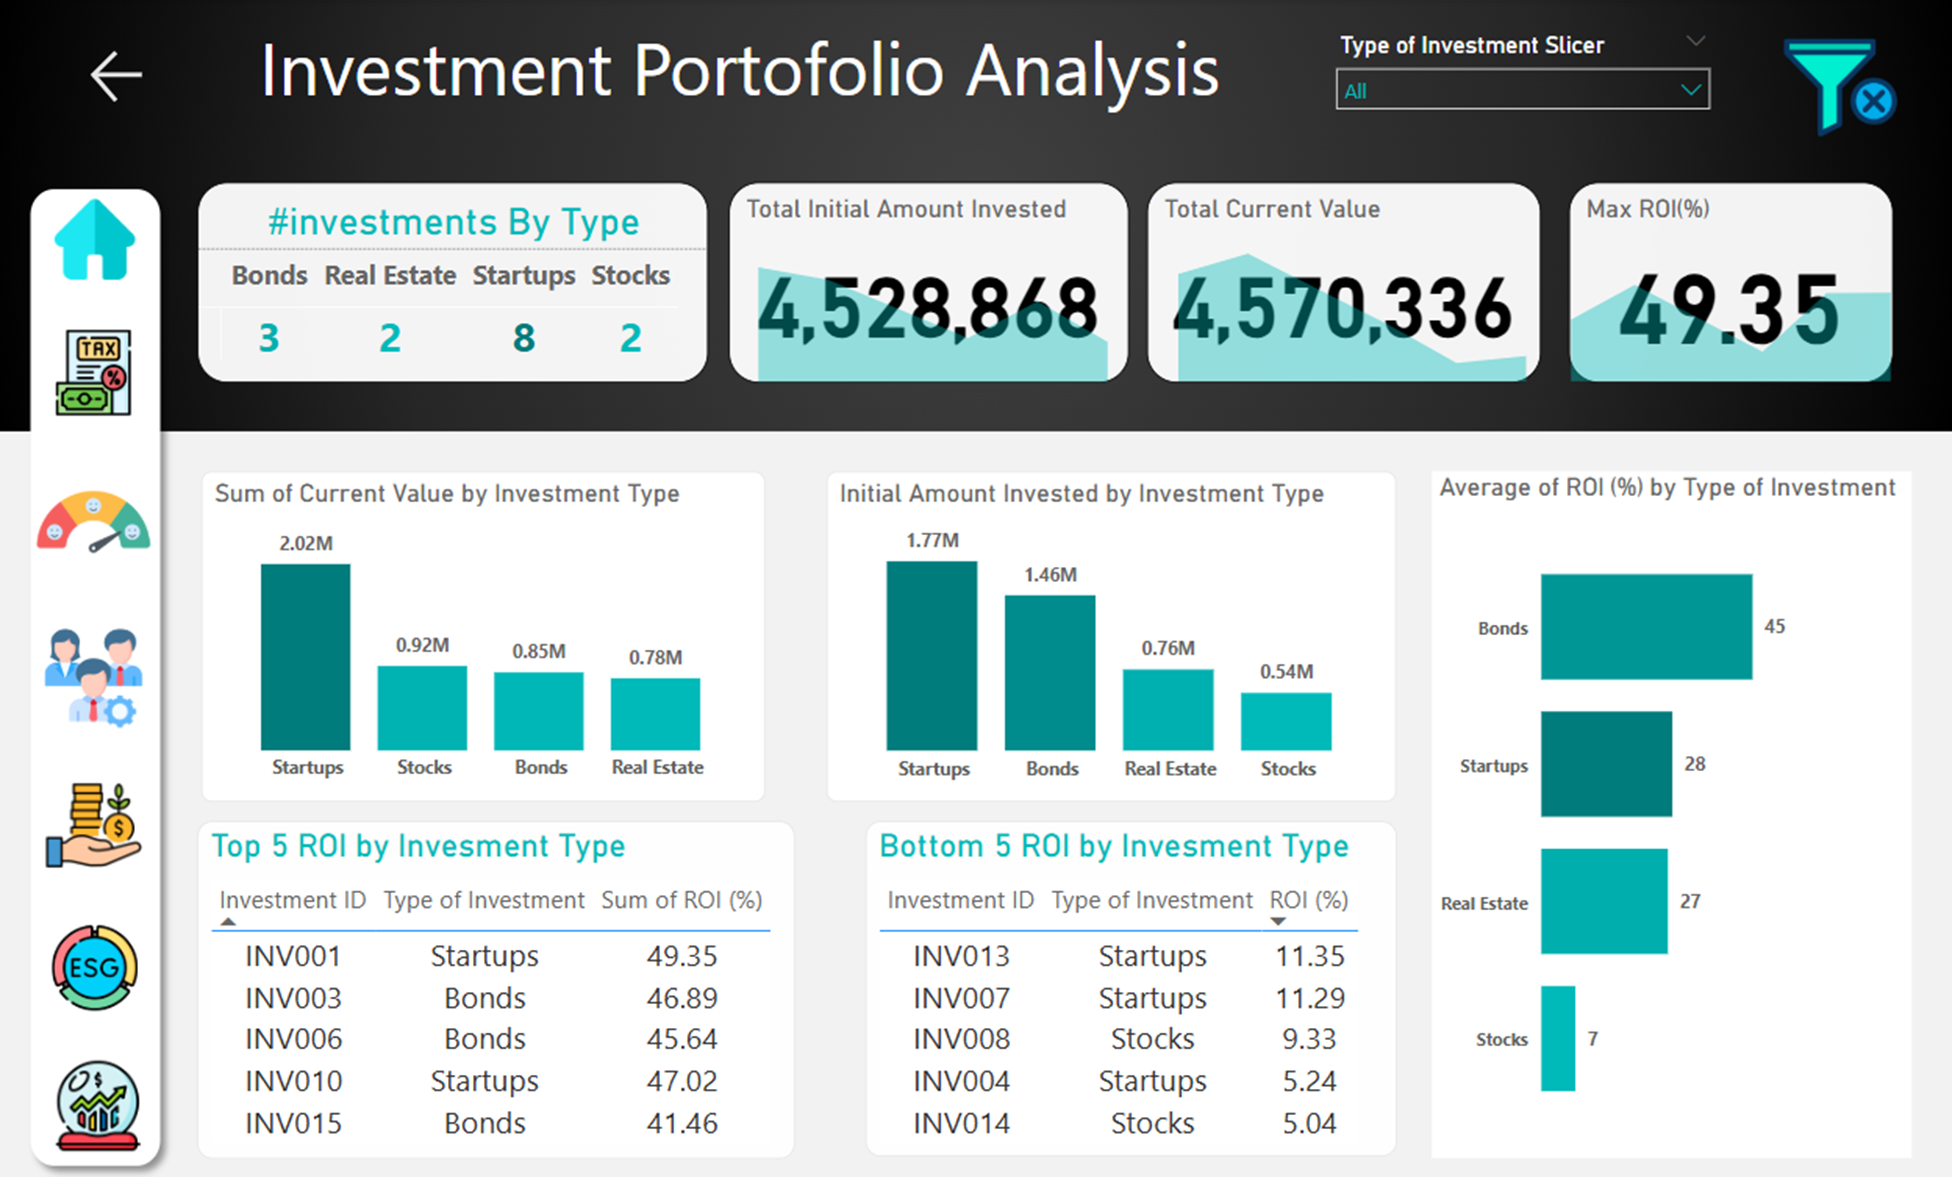 Investment Portofolio Analysis
Type of Investment Slicer
All
#investments By Type
Bonds Real Estate Startups Stocks
3 2 8 2
Total Initial Amount Invested
4,528,868
Total Current Value
4,570,336
Max ROI(%)
49.35
TAX
%
ESG
$
$
Sum of Current Value by Investment Type
2.02M
0.92M
0.85M
0.78M
Startups Stocks Bonds Real Estate
Initial Amount Invested by Investment Type
1.77M
1.46M
0.76M
0.54M
Startups Bonds Real Estate Stocks
Average of ROI (%) by Type of Investment
Bonds 45
Startups 28
Real Estate 27
Stocks 7
Top 5 ROI by Invesment Type
Investment ID Type of Investment Sum of ROI (%)
INV001 Startups 49.35
INV003 Bonds 46.89
INV006 Bonds 45.64
INV010 Startups 47.02
INV015 Bonds 41.46
Bottom 5 ROI by Invesment Type
Investment ID Type of Investment ROI (%)
INV013 Startups 11.35
INV007 Startups 11.29
INV008 Stocks 9.33
INV004 Startups 5.24
INV014 Stocks 5.04